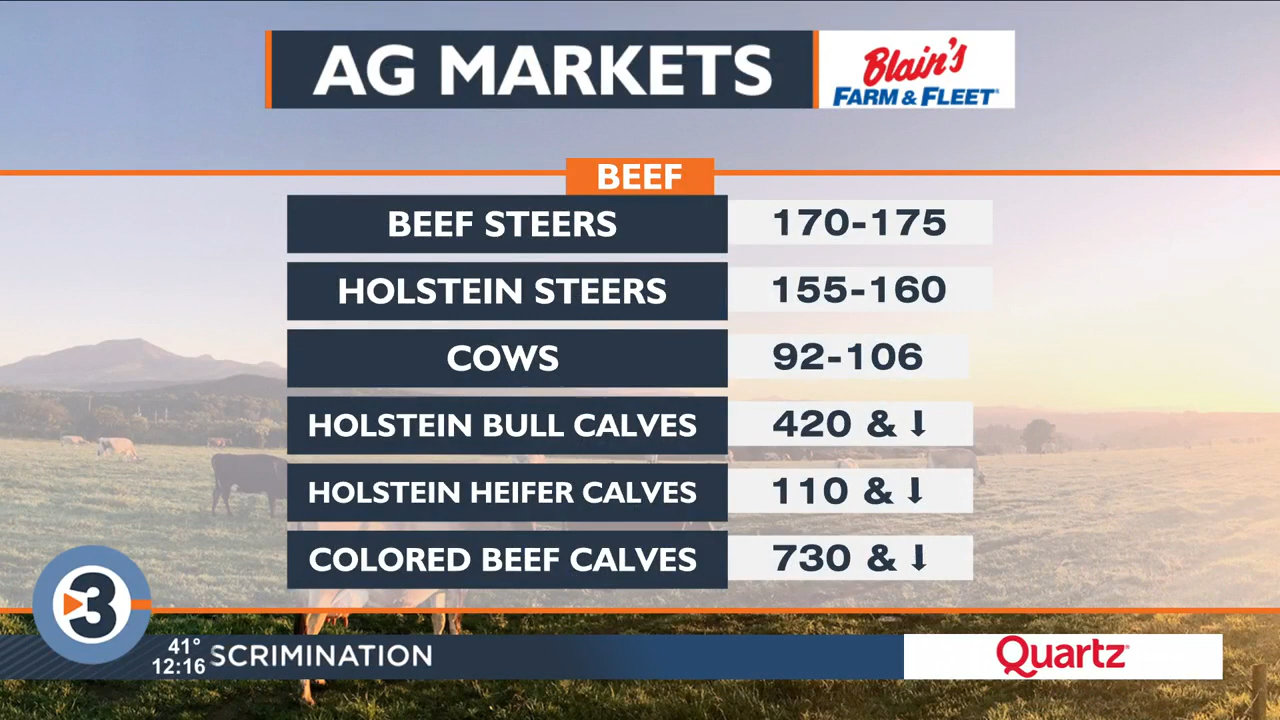 AG MARKETS
Blain's
FARM & FLEET
BEEF
BEEF STEERS 170-175
HOLSTEIN STEERS 155-160
COWS 92-106
HOLSTEIN BULL CALVES 420 & ⬇
HOLSTEIN HEIFER CALVES 110 & ⬇
COLORED BEEF CALVES 730 & ⬇
3
41°
12:16
SCRIMINATION
Quartz